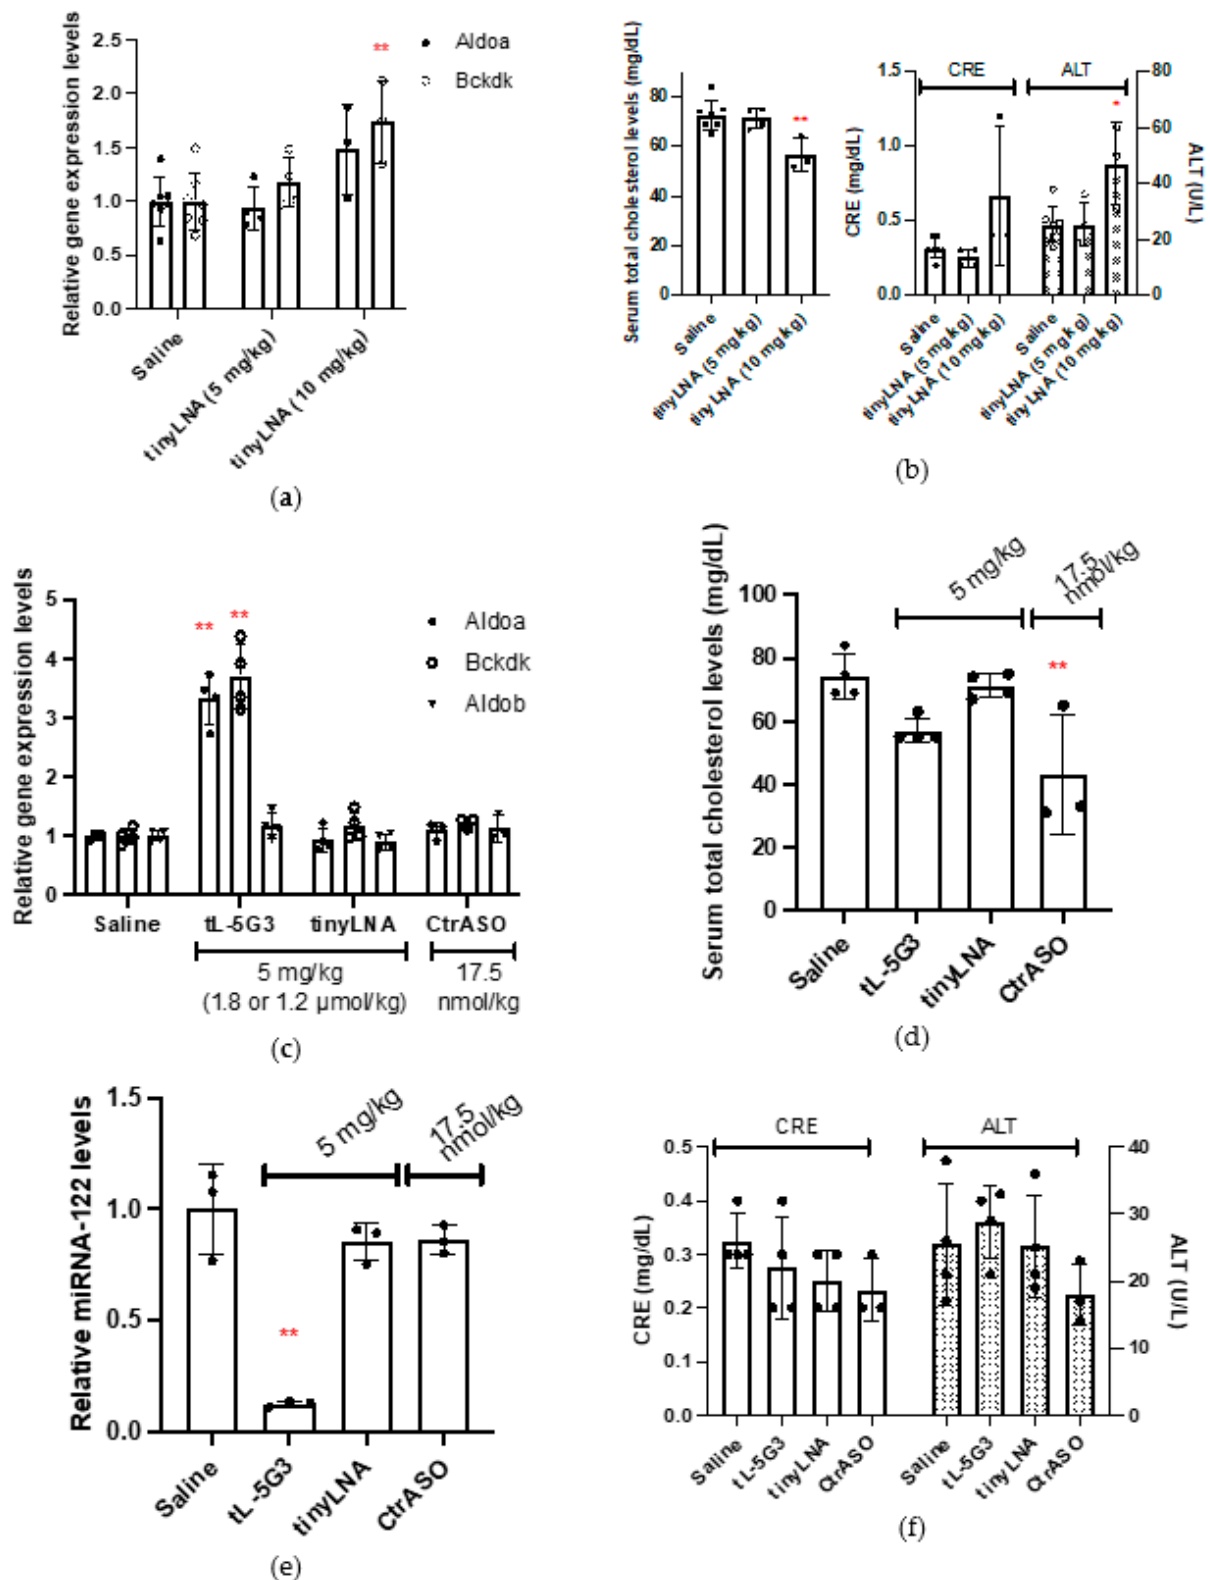 Relative gene expression levels
2.5
2.0
1.5
1.0
0.5
0.0
**
Aldoa
Bckdk
Saline
tinyLNA (5 mg/kg)
tinyLNA (10 mg/kg)
(a)
Serum total cholesterol levels (mg/dL)
80
60
40
20
0
**
Saline
tinyLNA (5 mg/kg)
tinyLNA (10 mg/kg)
CRE (mg/dL)
1.5
1.0
0.5
0.0
CRE
ALT
*
80
60
40
20
0
ALT (U/L)
Saline
tinyLNA (5 mg/kg)
tinyLNA (10 mg/kg)
Saline
tinyLNA (5 mg/kg)
tinyLNA (10 mg/kg)
(b)
Relative gene expression levels
5
4
3
2
1
0
**
**
Aldoa
Bckdk
Aldob
Saline
tL-5G3
tinyLNA
CtrASO
5 mg/kg
(1.8 or 1.2 μmol/kg)
17.5
nmol/kg
(c)
Serum total cholesterol levels (mg/dL)
100
80
60
40
20
0
5 mg/kg
17.5
nmol/kg
**
Saline
tL-5G3
tinyLNA
CtrASO
(d)
Relative miRNA-122 levels
1.5
1.0
0.5
0.0
5 mg/kg
17.5
nmol/kg
**
Saline
tL-5G3
tinyLNA
CtrASO
(e)
CRE (mg/dL)
0.5
0.4
0.3
0.2
0.1
0.0
CRE
ALT
40
30
20
10
0
ALT (U/L)
Saline
tL-5G3
tinyLNA
CtrASO
Saline
tL-5G3
tinyLNA
CtrASO
(f)